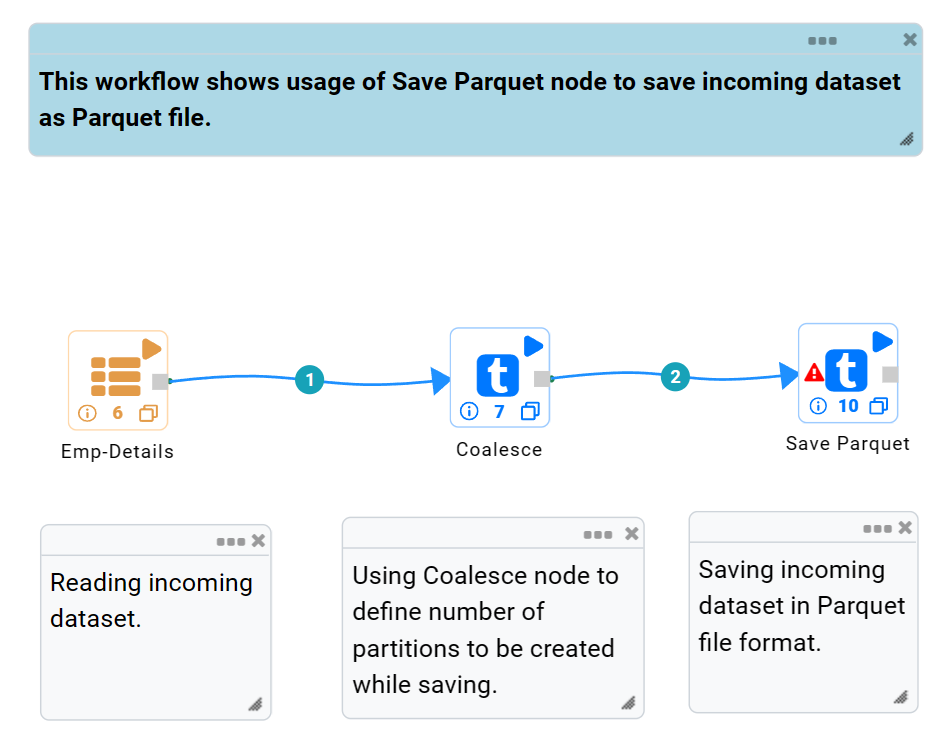 This workflow shows usage of Save Parquet node to save incoming dataset
as Parquet file.
1
2
t
t
6
7
10
Emp-Details
Coalesce
Save Parquet
Reading incoming
dataset.
Using Coalesce node to
define number of
partitions to be created
while saving.
Saving incoming
dataset in Parquet
file format.